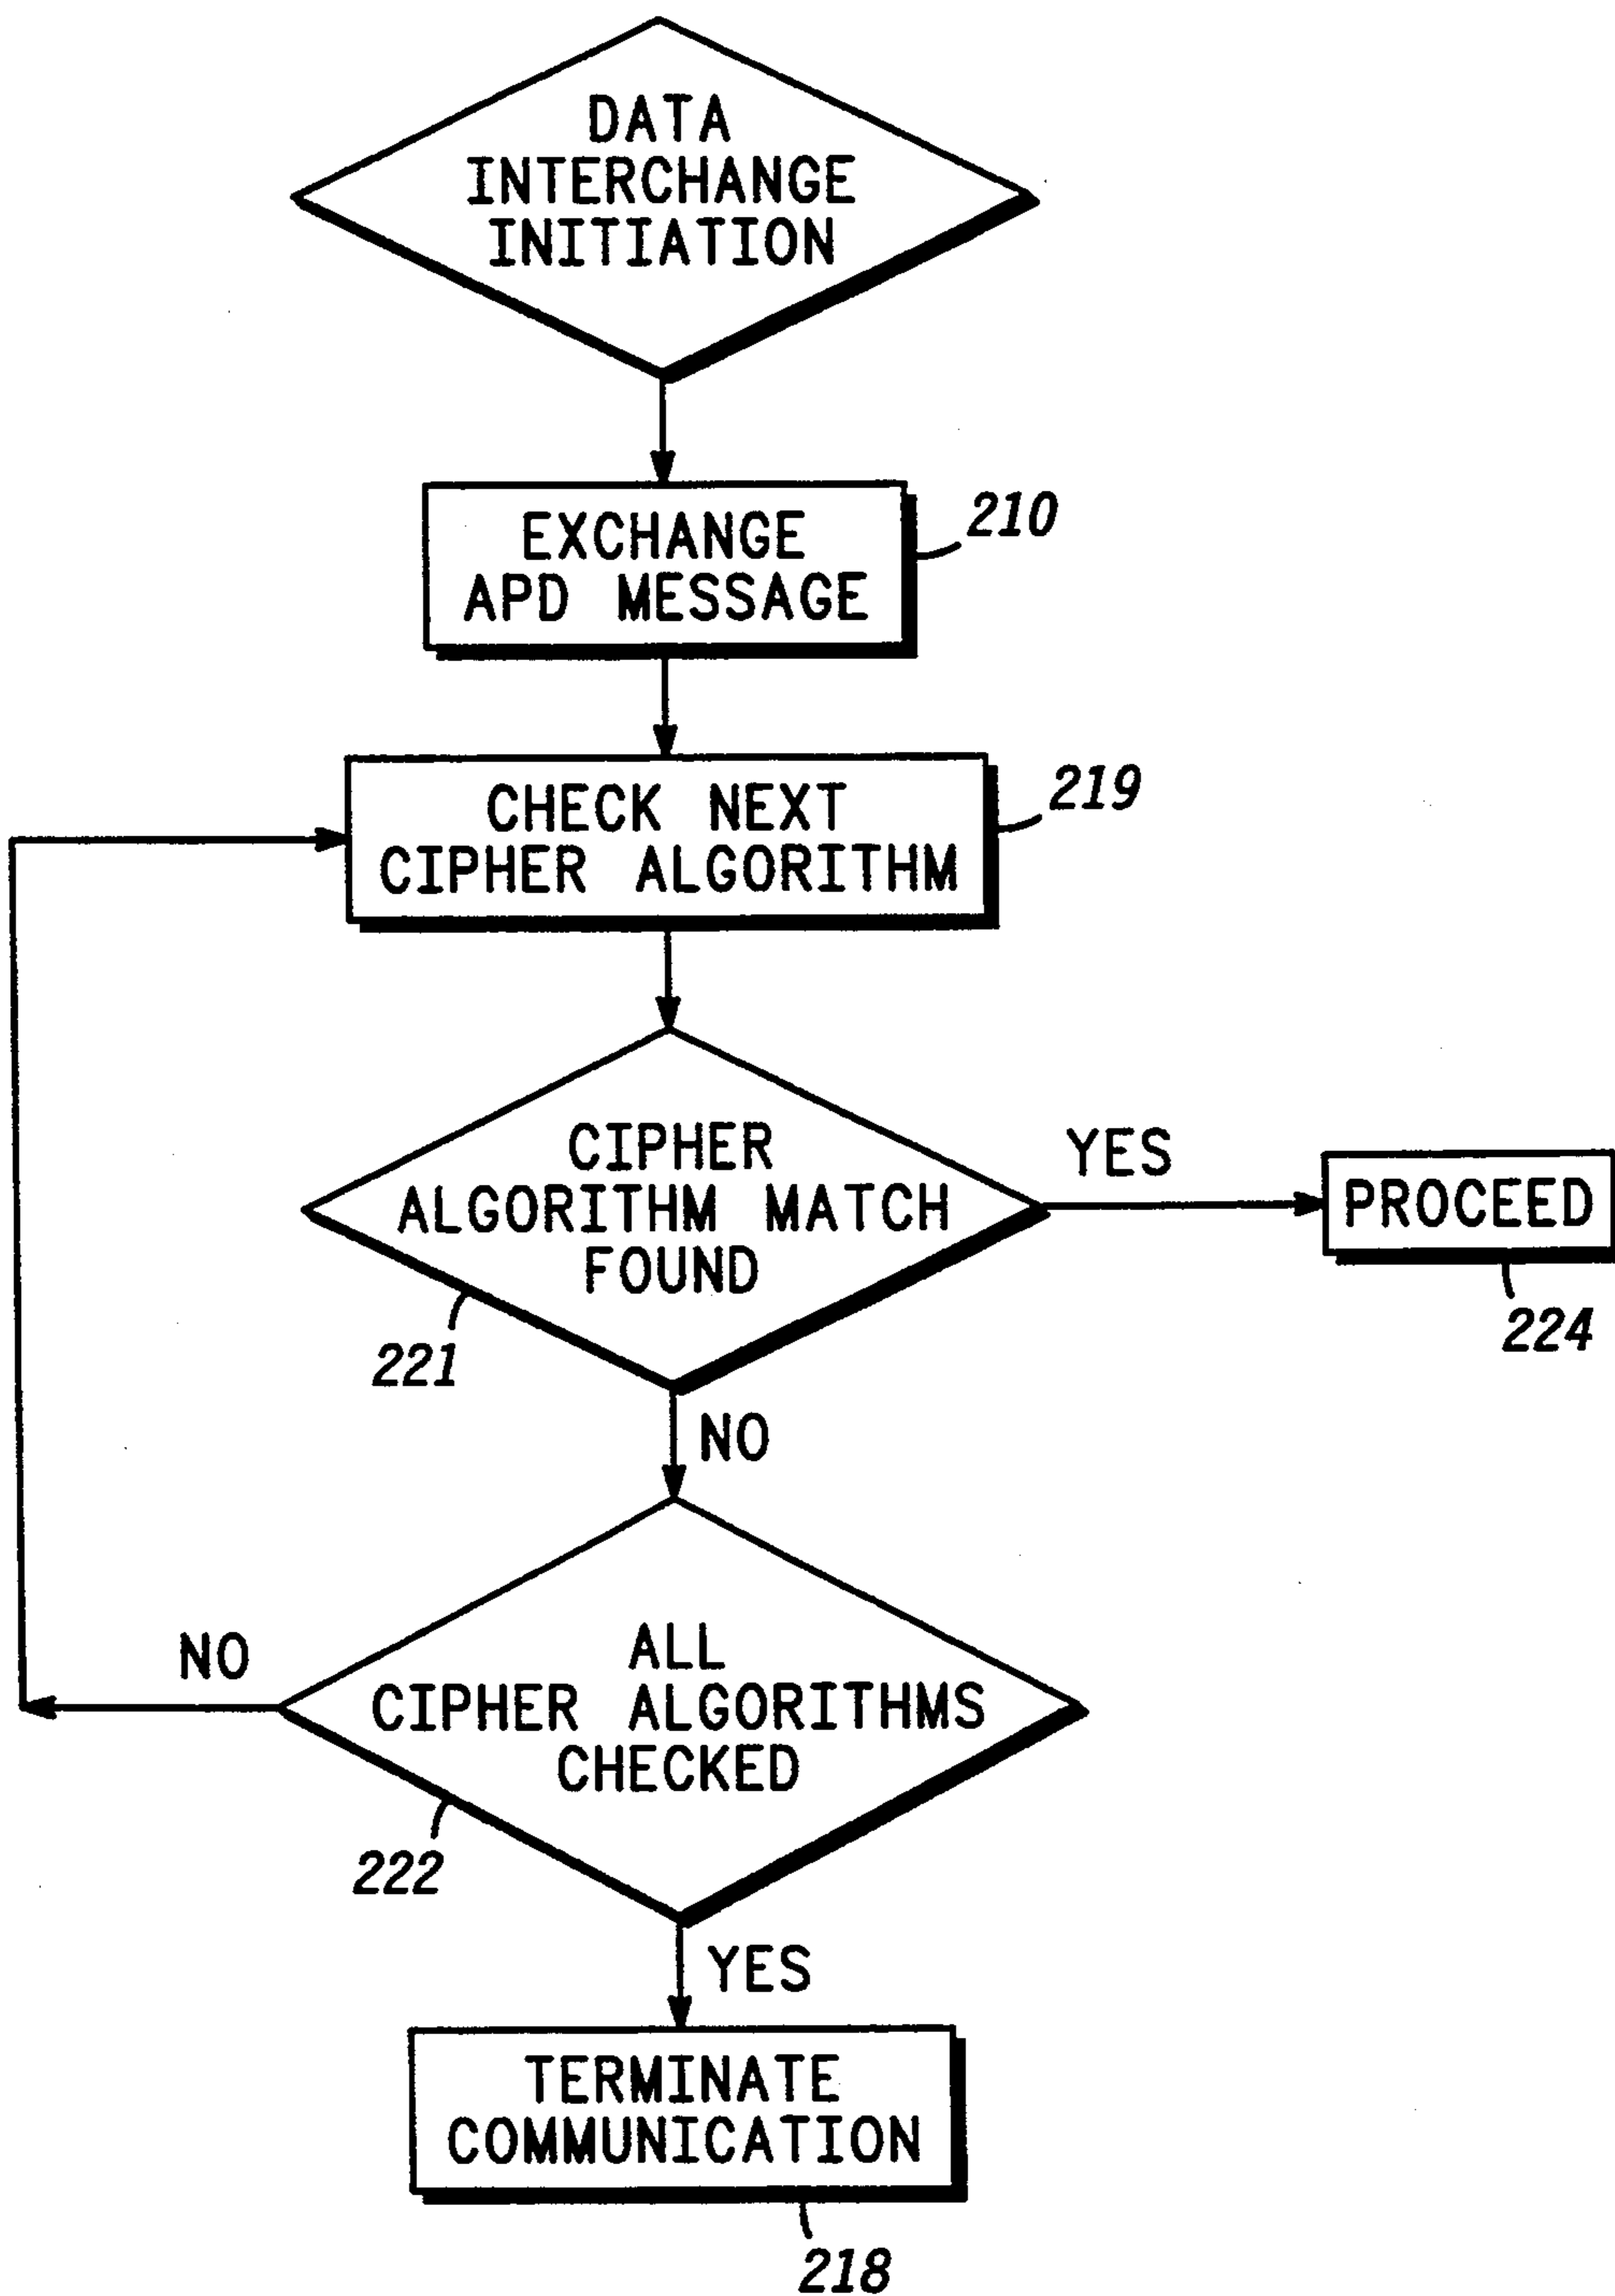 DATA
INTERCHANGE
INITIATION
EXCHANGE
APD MESSAGE
210
CHECK NEXT
CIPHER ALGORITHM
219
CIPHER
ALGORITHM MATCH
FOUND
221
YES
PROCEED
224
NO
ALL
CIPHER ALGORITHMS
CHECKED
222
NO
YES
TERMINATE
COMMUNICATION
218